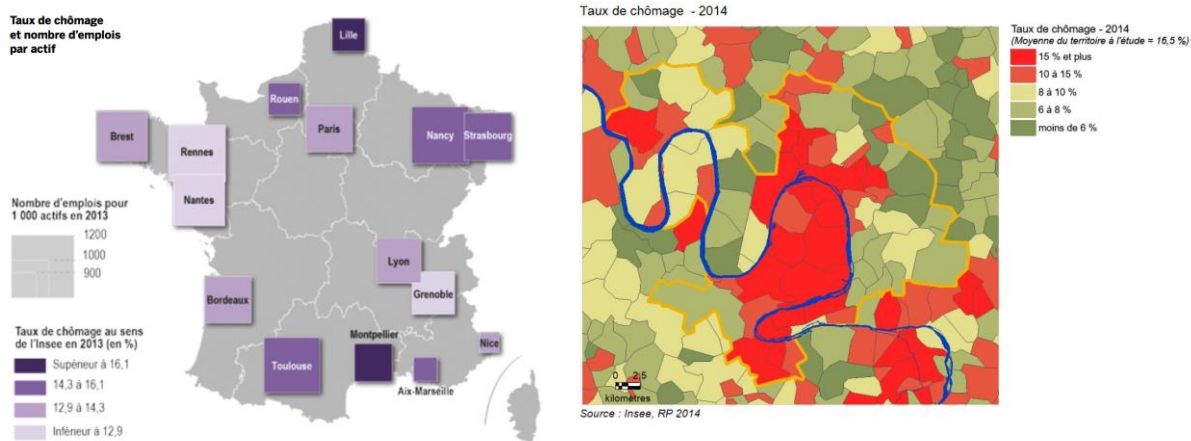 Taux de chômage
et nombre d'emplois
par actif
Lille
Rouen
Paris
Nancy
Strasbourg
Brest
Rennes
Nantes
Lyon
Grenoble
Bordeaux
Toulouse
Montpellier
Aix-Marseille
Nice
Nombre d'emplois pour
1 000 actifs en 2013
1200
1000
900
Taux de chômage au sens
de l'Insee en 2013 (en %)
Supérieur à 16,1
14,3 à 16,1
12,9 à 14,3
Inférieur à 12,9
Taux de chômage - 2014
0 2.5
kilomètres
Source : Insee, RP 2014
Taux de chômage - 2014
(Moyenne du territoire à l'étude = 16,5 %)
15 % et plus
10 à 15 %
8 à 10 %
6 à 8 %
moins de 6 %